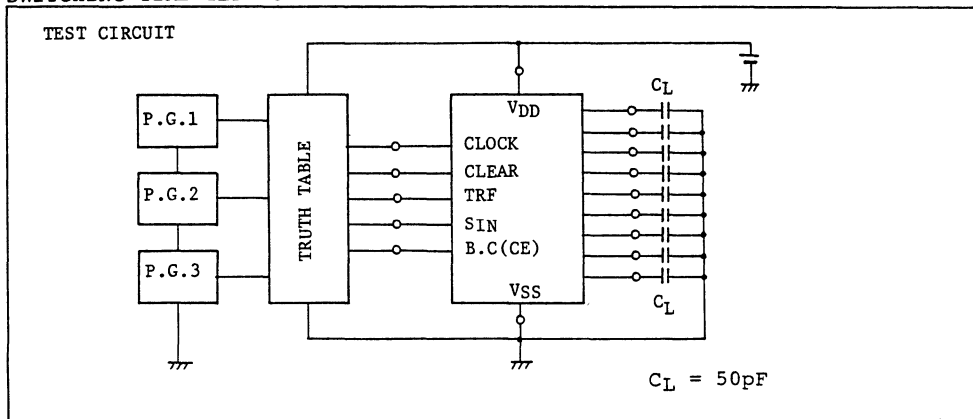 TEST CIRCUIT
CL
VDD
P.G.1
CLOCK
CLEAR
TRUTH TABLE
TRF
P.G.2
SIN
B.C(CE)
P.G.3
VSS
CL
CL = 50pF